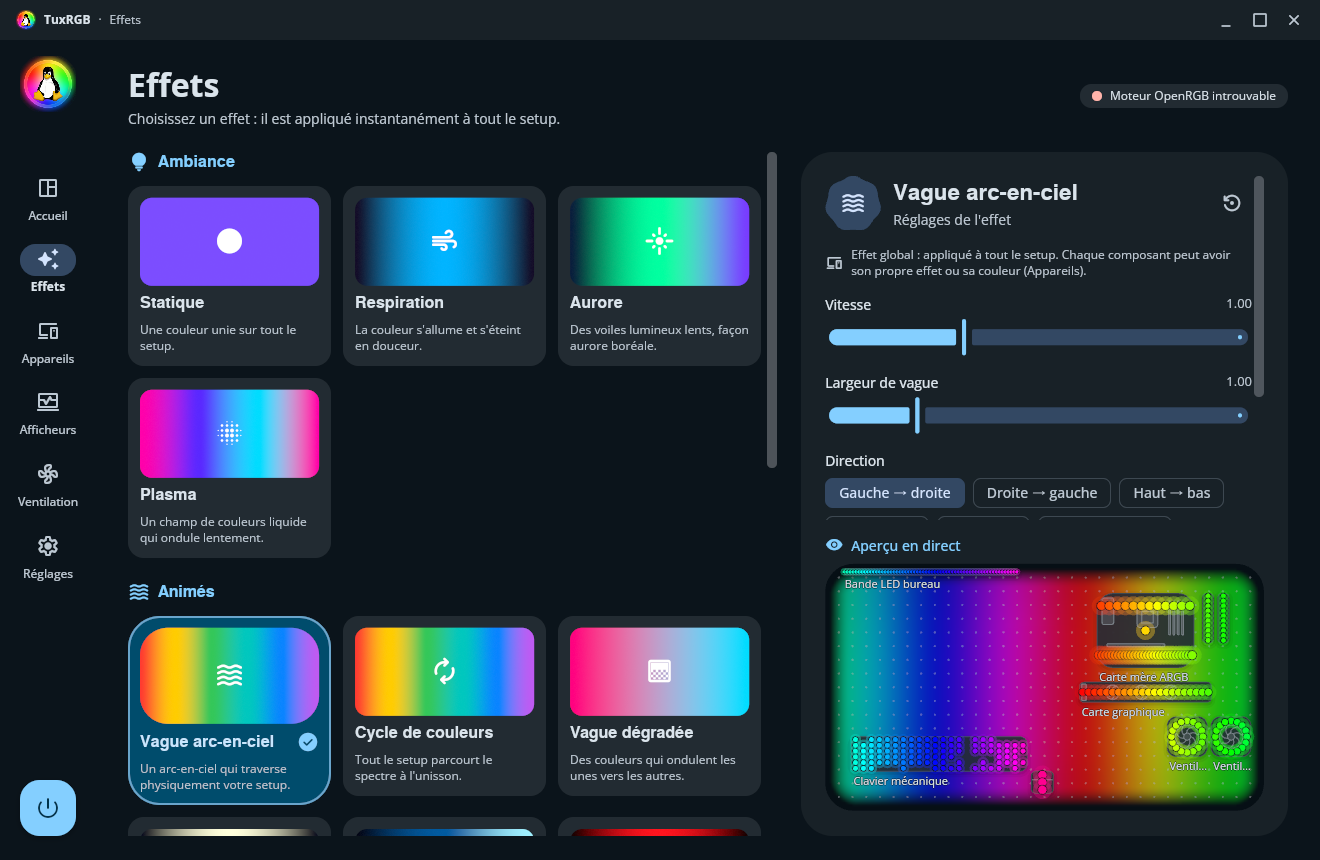 TuxRGB · Effets
Effets
Choisissez un effet : il est appliqué instantanément à tout le setup.
Moteur OpenRGB introuvable
Accueil
Effets
Appareils
Afficheurs
Ventilation
Réglages
Ambiance
Statique
Une couleur unie sur tout le
setup.
Respiration
La couleur s'allume et s'éteint
en douceur.
Aurore
Des voiles lumineux lents, façon
aurore boréale.
Plasma
Un champ de couleurs liquide
qui ondule lentement.
Animés
Vague arc-en-ciel
Un arc-en-ciel qui traverse
physiquement votre setup.
Cycle de couleurs
Tout le setup parcourt le
spectre à l'unisson.
Vague dégradée
Des couleurs qui ondulent les
unes vers les autres.
Vague arc-en-ciel
Réglages de l'effet
Effet global : appliqué à tout le setup. Chaque composant peut avoir
son propre effet ou sa couleur (Appareils).
Vitesse 1.00
Largeur de vague 1.00
Direction
Gauche → droite Droite → gauche Haut → bas
Aperçu en direct
Bande LED bureau
Carte mère ARGB
Carte graphique
Ventil... Ventil...
Clavier mécanique